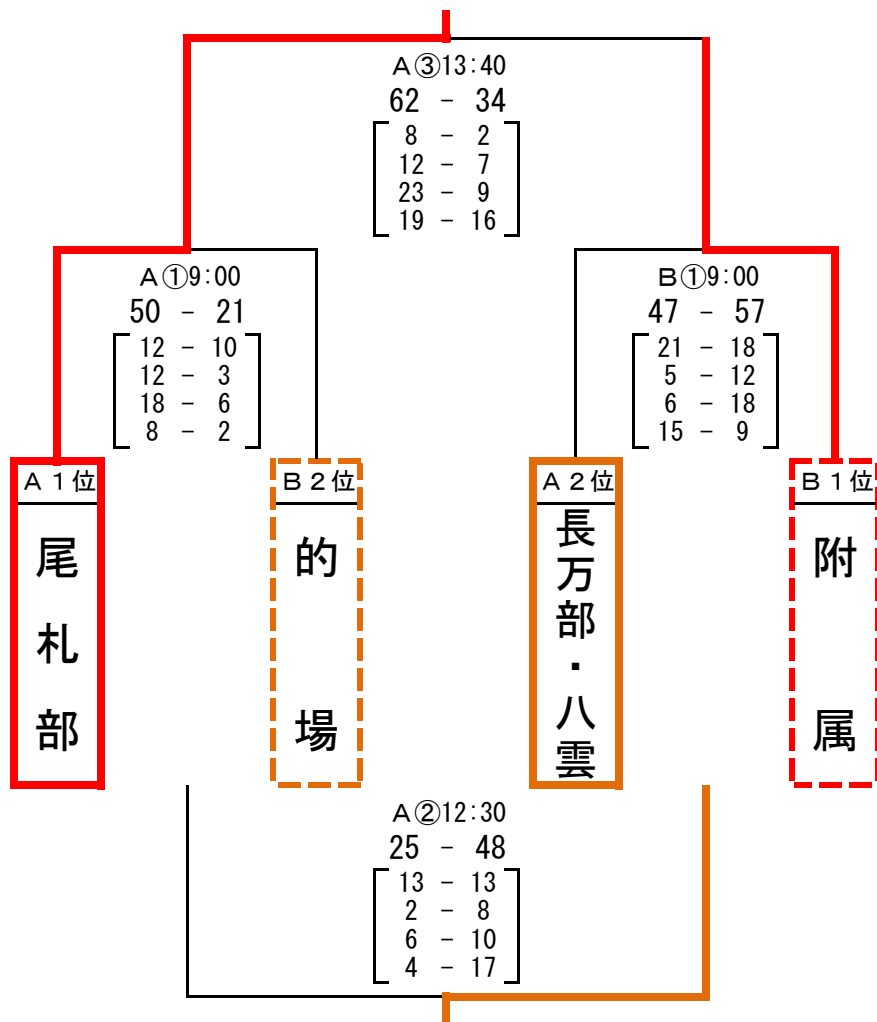 A③13:40
62 - 34
8 - 2
12 - 7
23 - 9
19 - 16
A①9:00
50 - 21
12 - 10
12 - 3
18 - 6
8 - 2
B①9:00
47 - 57
21 - 18
5 - 12
6 - 18
15 - 9
A1位
尾札部
B2位
的場
A2位
長万部・八雲
B1位
附属
A②12:30
25 - 48
13 - 13
2 - 8
6 - 10
4 - 17